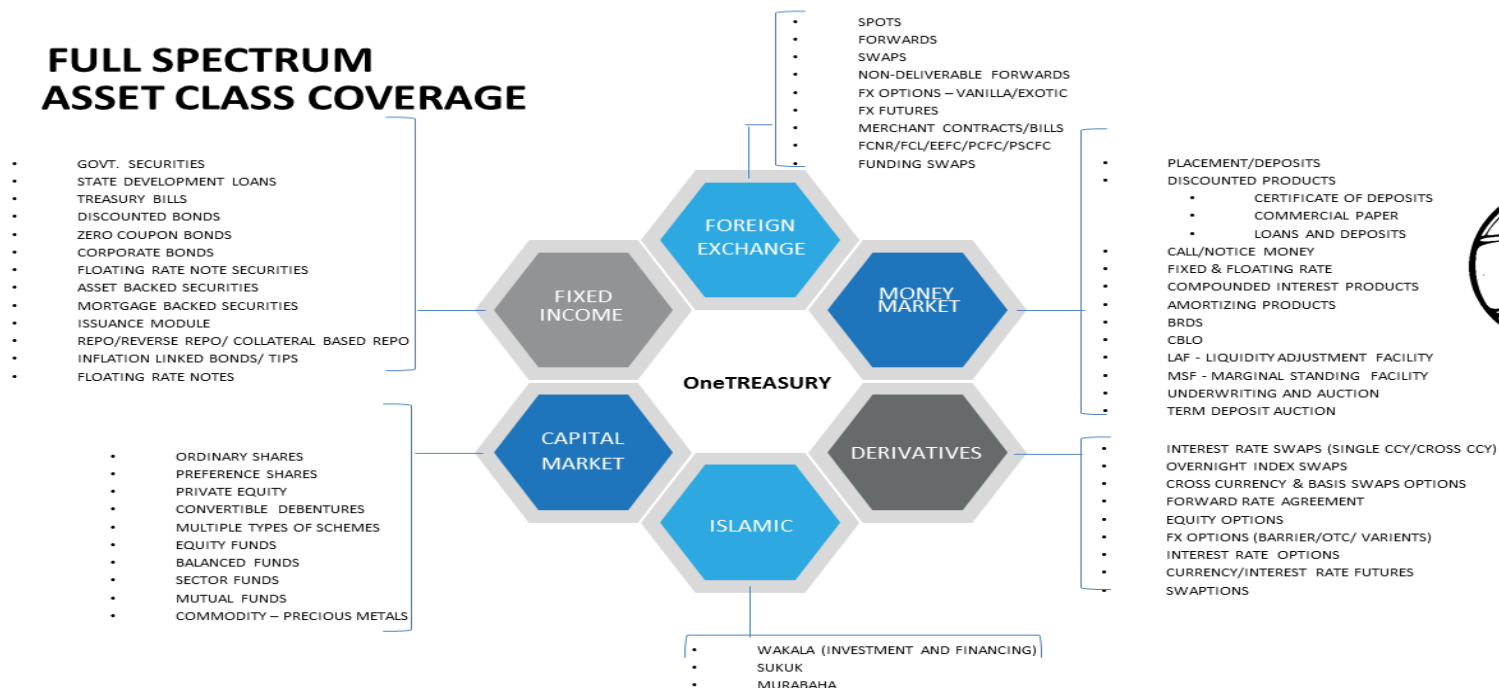 FULL SPECTRUM
ASSET CLASS COVERAGE
• SPOTS
• FORWARDS
• SWAPS
• NON-DELIVERABLE FORWARDS
• FX OPTIONS – VANILLA/EXOTIC
• FX FUTURES
• MERCHANT CONTRACTS/BILLS
• FCNR/FCL/EEFC/PCFC/PSCFC
• FUNDING SWAPS
• GOVT. SECURITIES
• STATE DEVELOPMENT LOANS
• TREASURY BILLS
• DISCOUNTED BONDS
• ZERO COUPON BONDS
• CORPORATE BONDS
• FLOATING RATE NOTE SECURITIES
• ASSET BACKED SECURITIES
• MORTGAGE BACKED SECURITIES
• ISSUANCE MODULE
• REPO/REVERSE REPO/ COLLATERAL BASED REPO
• INFLATION LINKED BONDS/ TIPS
• FLOATING RATE NOTES
FOREIGN
EXCHANGE
FIXED
INCOME
MONEY
MARKET
OneTREASURY
CAPITAL
MARKET
DERIVATIVES
ISLAMIC
• PLACEMENT/DEPOSITS
• DISCOUNTED PRODUCTS
• CERTIFICATE OF DEPOSITS
• COMMERCIAL PAPER
• LOANS AND DEPOSITS
• CALL/NOTICE MONEY
• FIXED & FLOATING RATE
• COMPOUNDED INTEREST PRODUCTS
• AMORTIZING PRODUCTS
• BRDS
• CBLO
• LAF - LIQUIDITY ADJUSTMENT FACILITY
• MSF - MARGINAL STANDING FACILITY
• UNDERWRITING AND AUCTION
• TERM DEPOSIT AUCTION
• ORDINARY SHARES
• PREFERENCE SHARES
• PRIVATE EQUITY
• CONVERTIBLE DEBENTURES
• MULTIPLE TYPES OF SCHEMES
• EQUITY FUNDS
• BALANCED FUNDS
• SECTOR FUNDS
• MUTUAL FUNDS
• COMMODITY – PRECIOUS METALS
• INTEREST RATE SWAPS (SINGLE CCY/CROSS CCY)
• OVERNIGHT INDEX SWAPS
• CROSS CURRENCY & BASIS SWAPS OPTIONS
• FORWARD RATE AGREEMENT
• EQUITY OPTIONS
• FX OPTIONS (BARRIER/OTC/ VARIENTS)
• INTEREST RATE OPTIONS
• CURRENCY/INTEREST RATE FUTURES
• SWAPTIONS
• WAKALA (INVESTMENT AND FINANCING)
• SUKUK
• MURABAHA